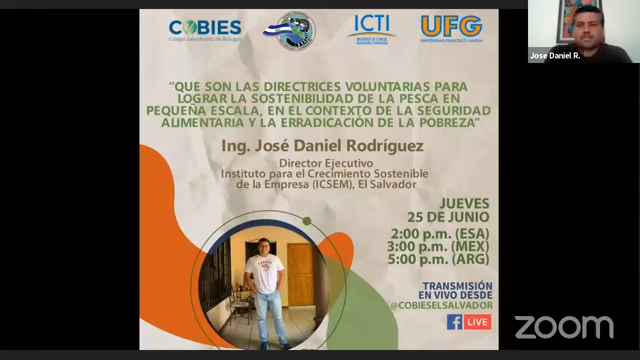 COBIES
Colegio Salvadoreño de Biólogos
ICTI
UFG
UNIVERSIDAD FRANCISCO GAVIDIA
Jose Daniel R.
"QUE SON LAS DIRECTRICES VOLUNTARIAS PARA
LOGRAR LA SOSTENIBILIDAD DE LA PESCA EN
PEQUEÑA ESCALA, EN EL CONTEXTO DE LA SEGURIDAD
ALIMENTARIA Y LA ERRADICACIÓN DE LA POBREZA"
Ing. José Daniel Rodríguez
Director Ejecutivo
Instituto para el Crecimiento Sostenible
de la Empresa (ICSEM), El Salvador
JUEVES
25 DE JUNIO
2:00 p.m. (ESA)
3:00 p.m. (MEX)
5:00 p.m. (ARG)
TRANSMISIÓN
EN VIVO DESDE
@COBIESELSALVADOR
f LIVE
zoom